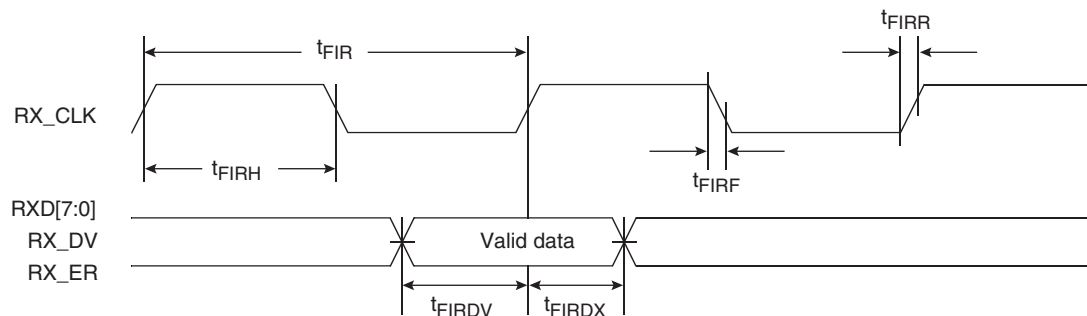 tFIRR
tFIR
RX_CLK
tFIRH
tFIRF
RXD[7:0]
RX_DV
Valid data
RX_ER
tFIRDV
tFIRDX